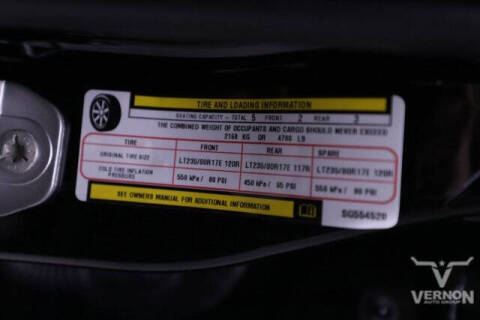 TIRE AND LOADING INFORMATION
SEATING CAPACITY - TOTAL 5 FRONT 2 REAR 3
THE COMBINED WEIGHT OF OCCUPANTS AND CARGO SHOULD NEVER EXCEED
2168 KG OR 4780 LB
TIRE FRONT REAR SPARE
ORIGINAL TIRE SIZE LT235/80R17E 120R LT235/80R17E 117R LT235/80R17E 120R
COLD TIRE INFLATION PRESSURE 550 kPa / 80 PSI 450 kPa / 65 PSI 550 kPa / 80 PSI
SEE OWNERS MANUAL FOR ADDITIONAL INFORMATION
SG554520
VERNON
AUTO GROUP